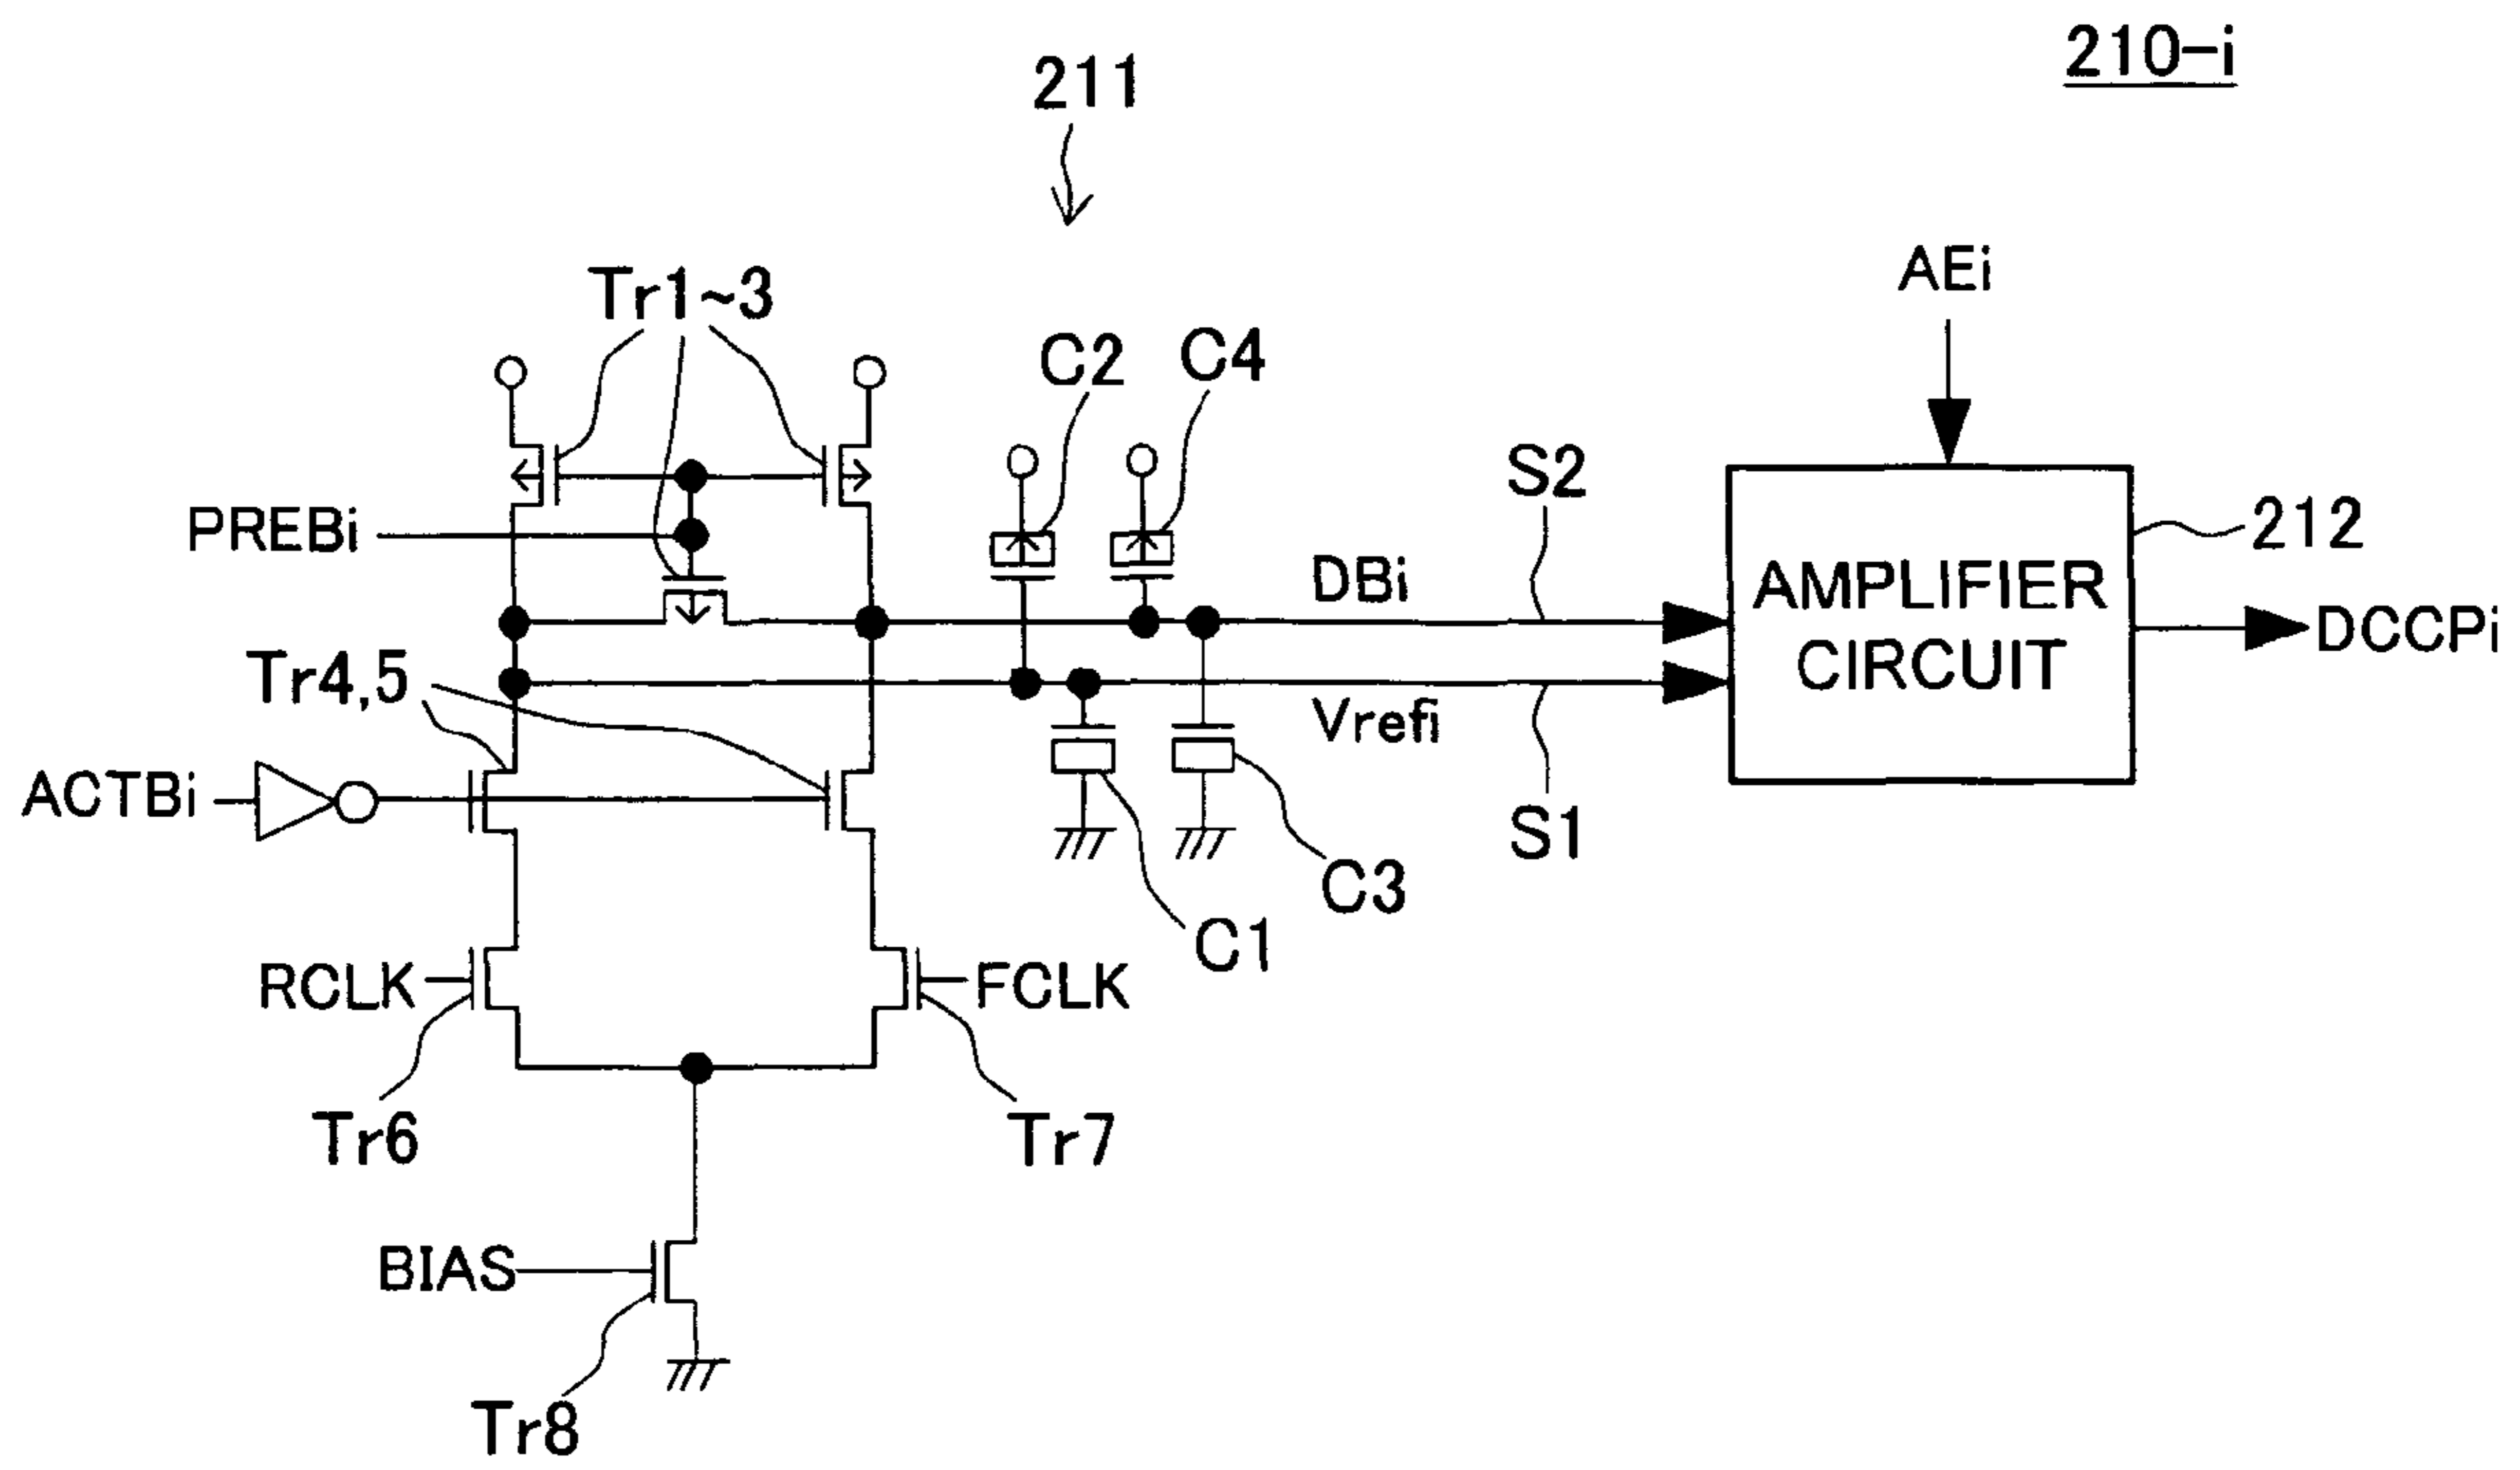 210-i
211
AEi
Tr1~3
C2
C4
S2
212
PREBi
DBi
AMPLIFIER
CIRCUIT
DCCPi
Tr4,5
Vrefi
ACTBi
S1
C3
C1
RCLK
FCLK
Tr6
Tr7
BIAS
Tr8